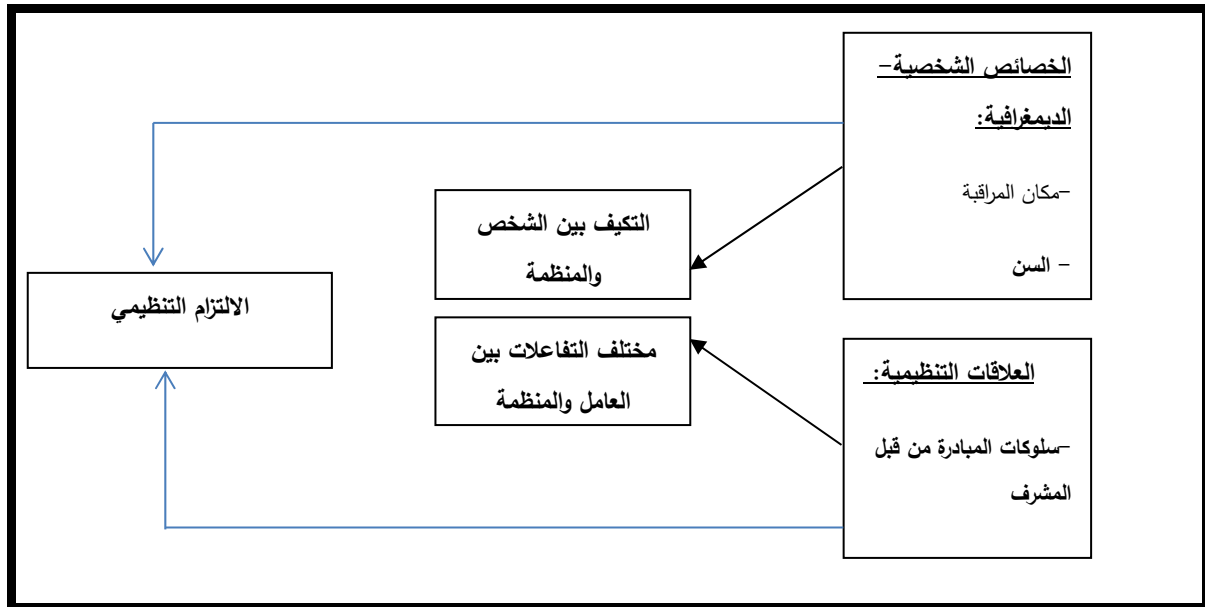 الخصائص الشخصية-
الديمغرافية:
-مكان المراقبة
- السن
التكيف بين الشخص
والمنظمة
الالتزام التنظيمي
مختلف التفاعلات بين
العامل والمنظمة
العلاقات التنظيمية:
-سلوكات المبادرة من قبل
المشرف